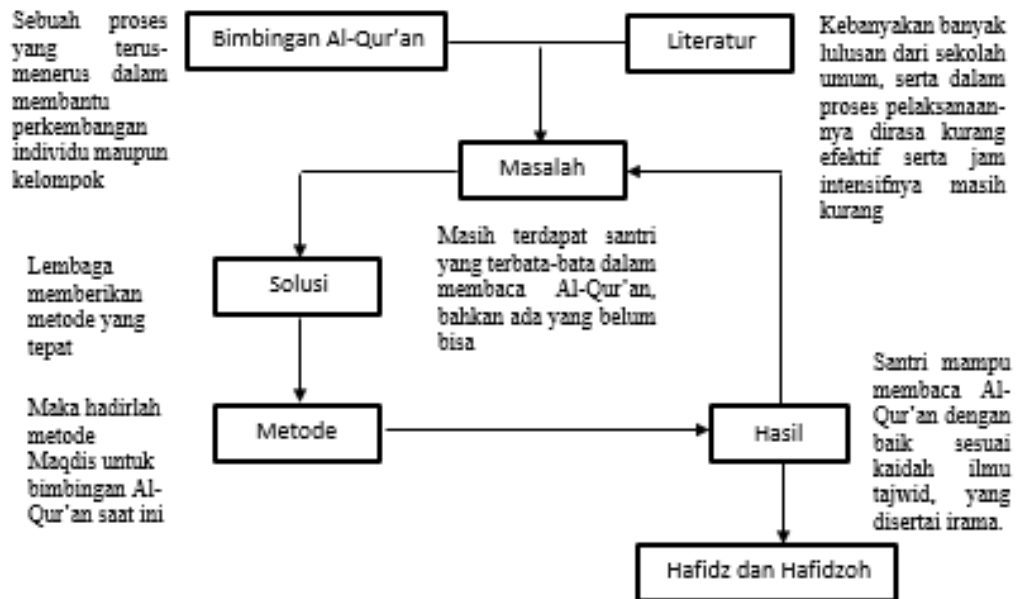 Sebuah proses
yang terus-
menerus dalam
membantu
perkembangan
individu maupun
kelompok
Bimbingan Al-Qur'an
Literatur
Kebanyakan banyak
lulusan dari sekolah
umum, serta dalam
proses pelaksanaan-
nya dirasa kurang
efektif serta jam
intensifnya masih
kurang
Masalah
Masih terdapat santri
yang terbata-bata dalam
membaca Al-Qur'an,
bahkan ada yang belum
bisa
Lembaga
memberikan
metode yang
tepat
Solusi
Maka hadirlah
metode
Maqdis untuk
bimbingan Al-
Qur'an saat ini
Metode
Hasil
Santri mampu
membaca Al-
Qur'an dengan
baik sesuai
kaidah ilmu
tajwid, yang
disertai irama.
Hafidz dan Hafidzoh